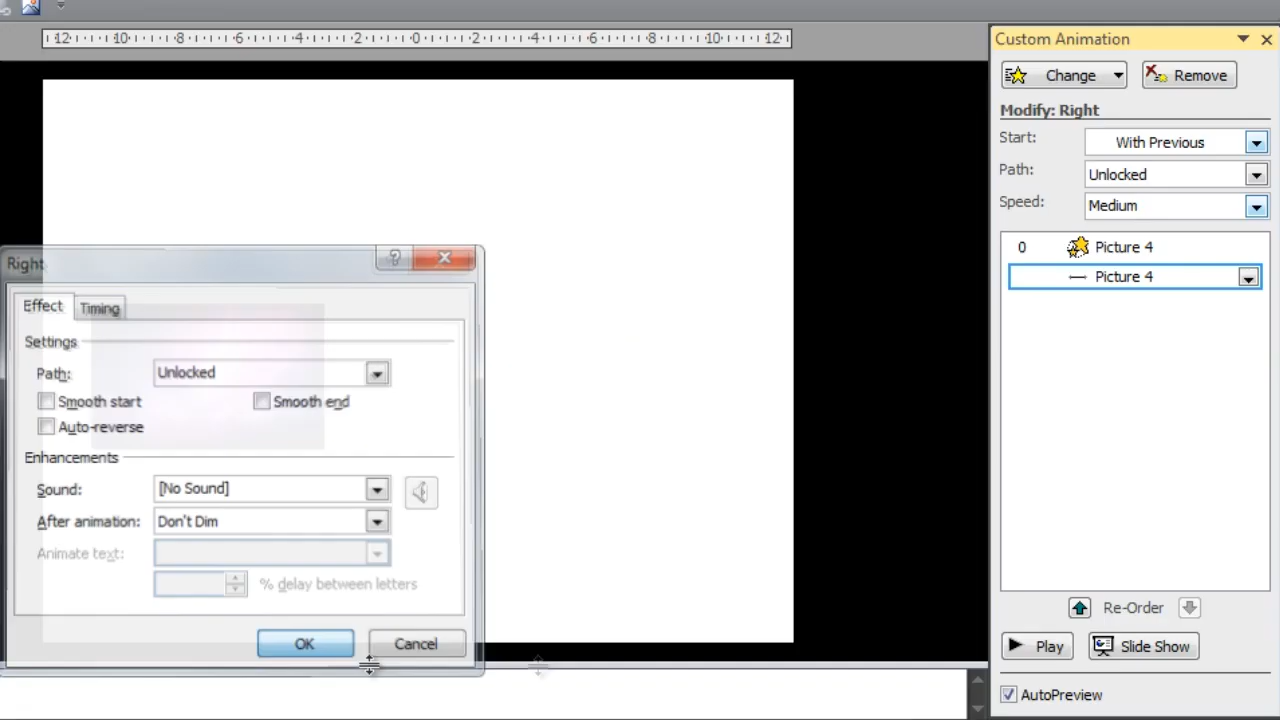 12 10 8 6 4 2 0 2 4 6 8 10 12
Custom Animation
Change Remove
Modify: Right
Start: With Previous
Path: Unlocked
Speed: Medium
0 Picture 4
Picture 4
Re-Order
Play Slide Show
AutoPreview
Right
?
Effect Timing
Settings
Path: Unlocked
Smooth start Smooth end
Auto-reverse
Enhancements
Sound: [No Sound]
After animation: Don't Dim
Animate text:
% delay between letters
OK Cancel